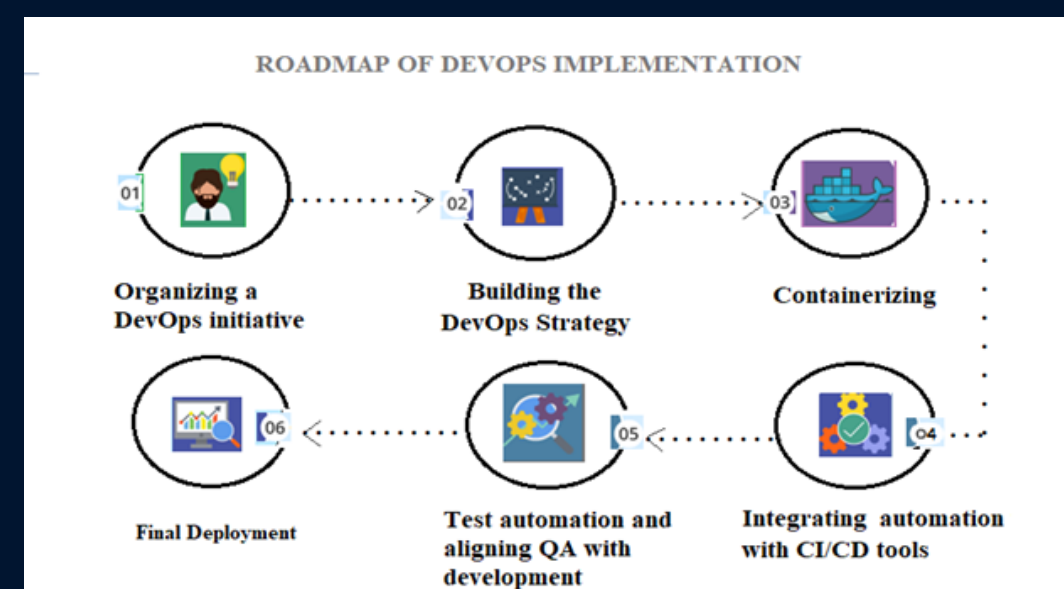 ROADMAP OF DEVOPS IMPLEMENTATION
01
02
03
Organizing a
DevOps initiative
Building the
DevOps Strategy
Containerizing
06
05
04
Final Deployment
Test automation and
aligning QA with
development
Integrating automation
with CI/CD tools